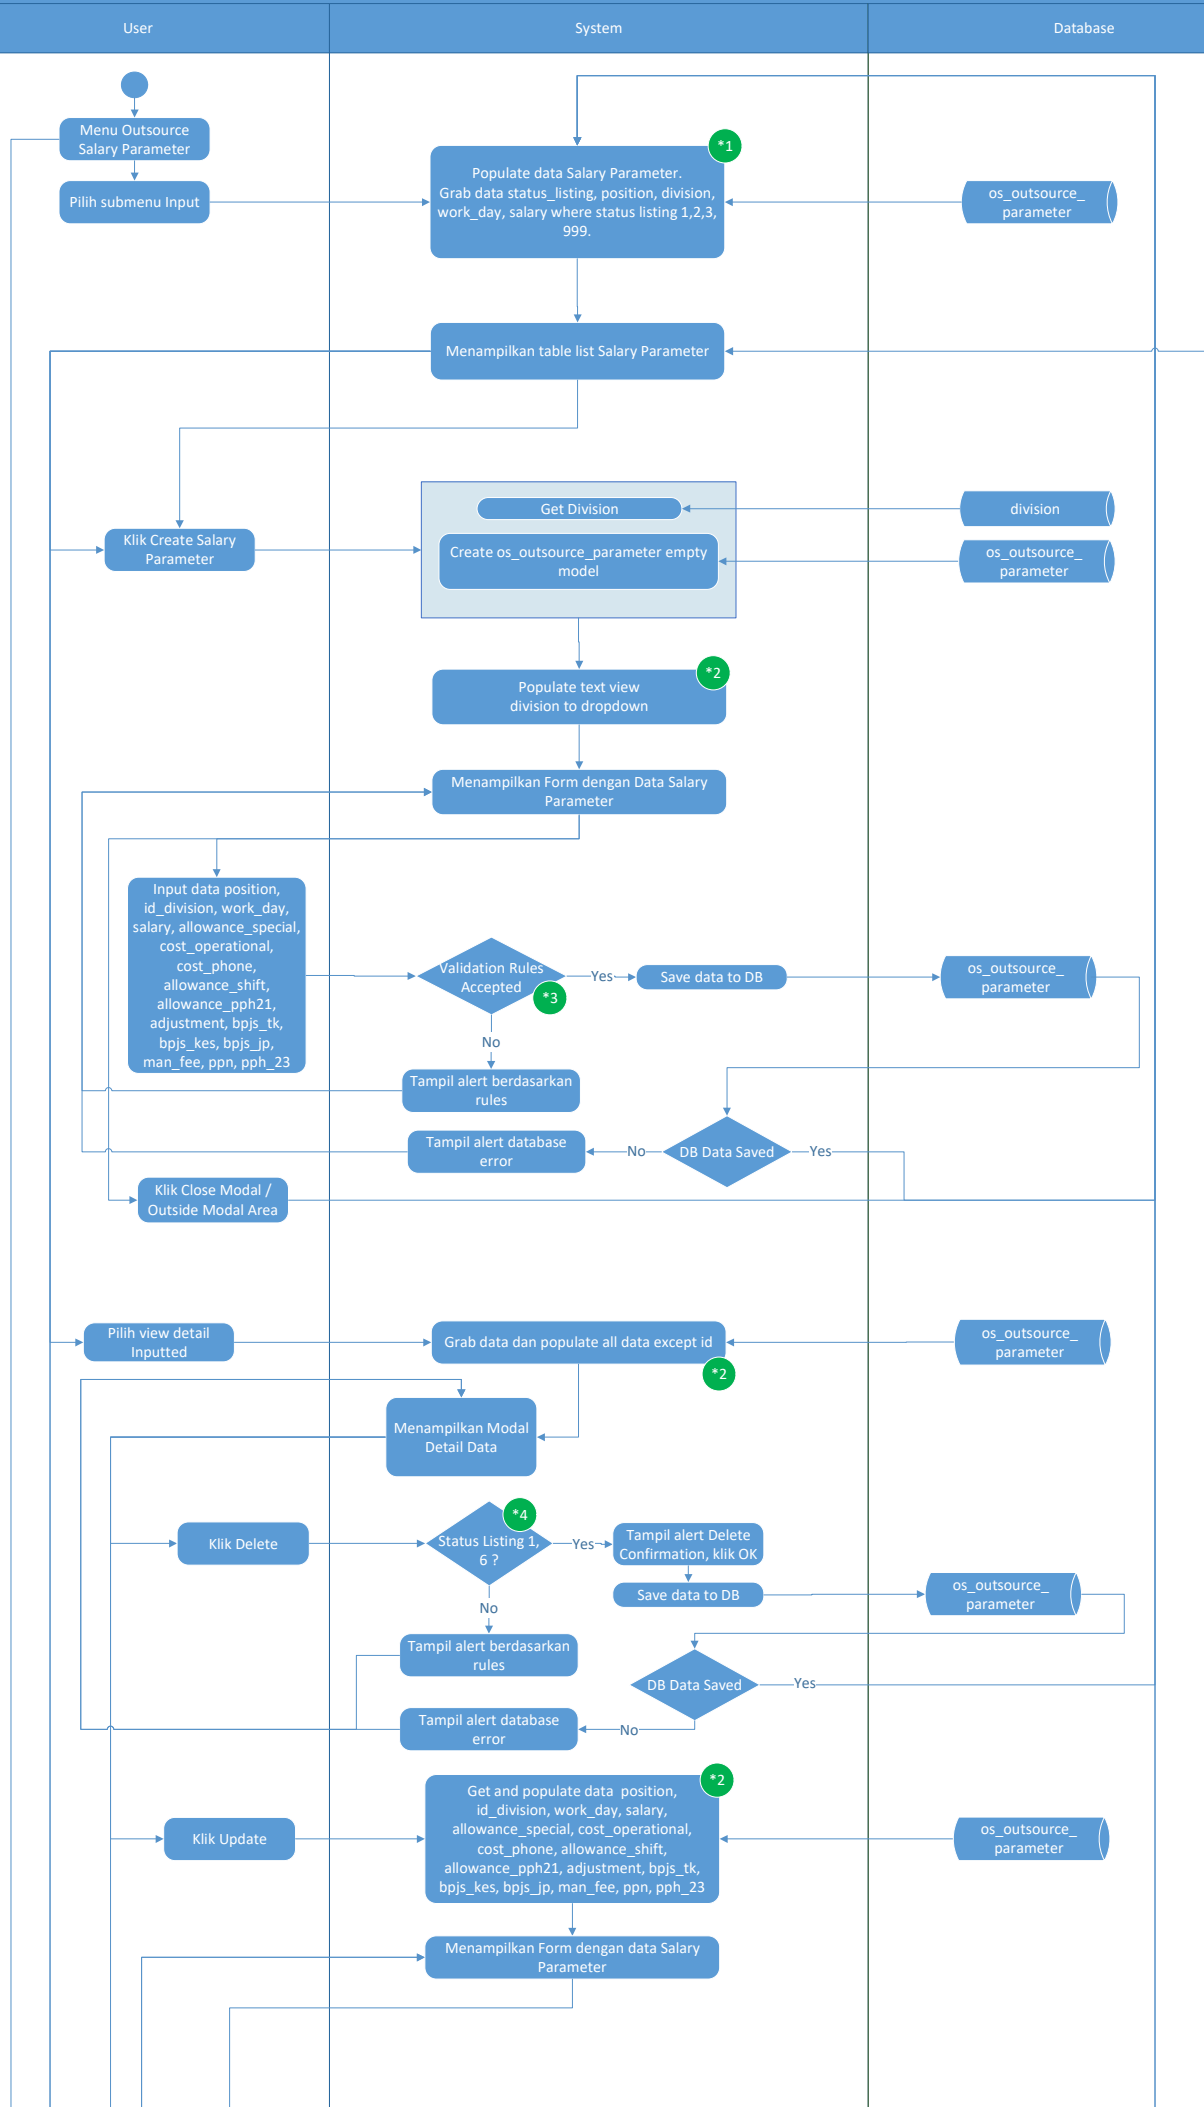 User
System
Database
Menu Outsource
Salary Parameter
Pilih submenu Input
*1
Populate data Salary Parameter.
Grab data status_listing, position, division,
work_day, salary where status listing 1,2,3,
999.
os_outsource_
parameter
Menampilkan table list Salary Parameter
Klik Create Salary
Parameter
Get Division
Create os_outsource_parameter empty
model
division
os_outsource_
parameter
*2
Populate text view
division to dropdown
Menampilkan Form dengan Data Salary
Parameter
Input data position,
id_division, work_day,
salary, allowance_special,
cost_operational,
cost_phone,
allowance_shift,
allowance_pph21,
adjustment, bpjs_tk,
bpjs_kes, bpjs_jp,
man_fee, ppn, pph_23
Validation Rules
Accepted
*3
Yes
Save data to DB
os_outsource_
parameter
No
Tampil alert berdasarkan
rules
Tampil alert database
error
No
DB Data Saved
Yes
Klik Close Modal /
Outside Modal Area
Pilih view detail
Inputted
Grab data dan populate all data except id
*2
os_outsource_
parameter
Menampilkan Modal
Detail Data
Klik Delete
*4
Status Listing 1,
6 ?
Yes
Tampil alert Delete
Confirmation, klik OK
Save data to DB
os_outsource_
parameter
No
Tampil alert berdasarkan
rules
DB Data Saved
Yes
Tampil alert database
error
No
Klik Update
*2
Get and populate data  position,
id_division, work_day, salary,
allowance_special, cost_operational,
cost_phone, allowance_shift,
allowance_pph21, adjustment, bpjs_tk,
bpjs_kes, bpjs_jp, man_fee, ppn, pph_23
os_outsource_
parameter
Menampilkan Form dengan data Salary
Parameter